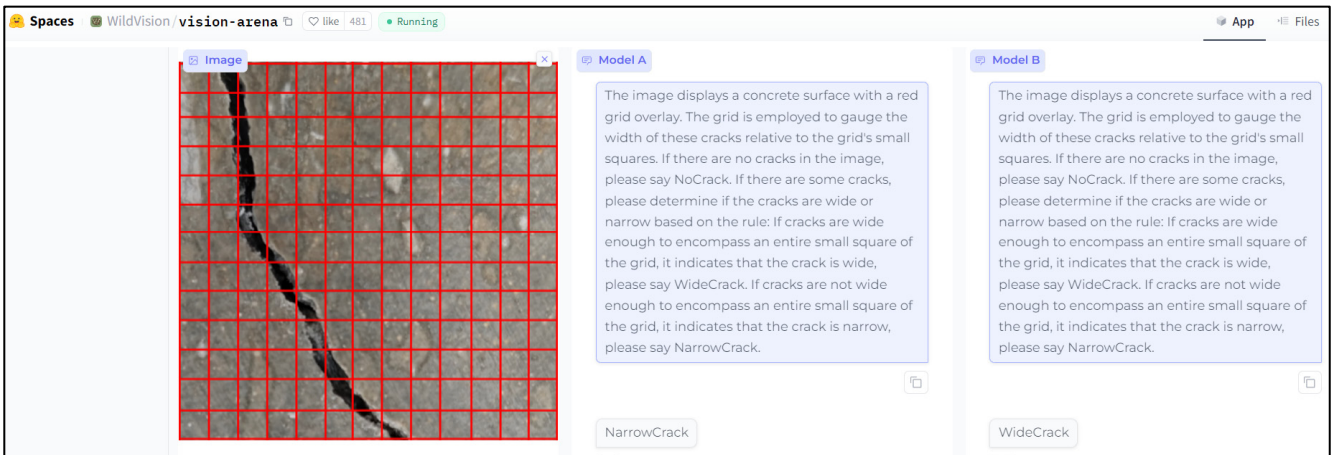 Spaces WildVision/vision-arena like 481 Running App Files
Image
Model A
The image displays a concrete surface with a red
grid overlay. The grid is employed to gauge the
width of these cracks relative to the grid's small
squares. If there are no cracks in the image,
please say NoCrack. If there are some cracks,
please determine if the cracks are wide or
narrow based on the rule: If cracks are wide
enough to encompass an entire small square of
the grid, it indicates that the crack is wide,
please say WideCrack. If cracks are not wide
enough to encompass an entire small square of
the grid, it indicates that the crack is narrow,
please say NarrowCrack.
NarrowCrack
Model B
The image displays a concrete surface with a red
grid overlay. The grid is employed to gauge the
width of these cracks relative to the grid's small
squares. If there are no cracks in the image,
please say NoCrack. If there are some cracks,
please determine if the cracks are wide or
narrow based on the rule: If cracks are wide
enough to encompass an entire small square of
the grid, it indicates that the crack is wide,
please say WideCrack. If cracks are not wide
enough to encompass an entire small square of
the grid, it indicates that the crack is narrow,
please say NarrowCrack.
WideCrack